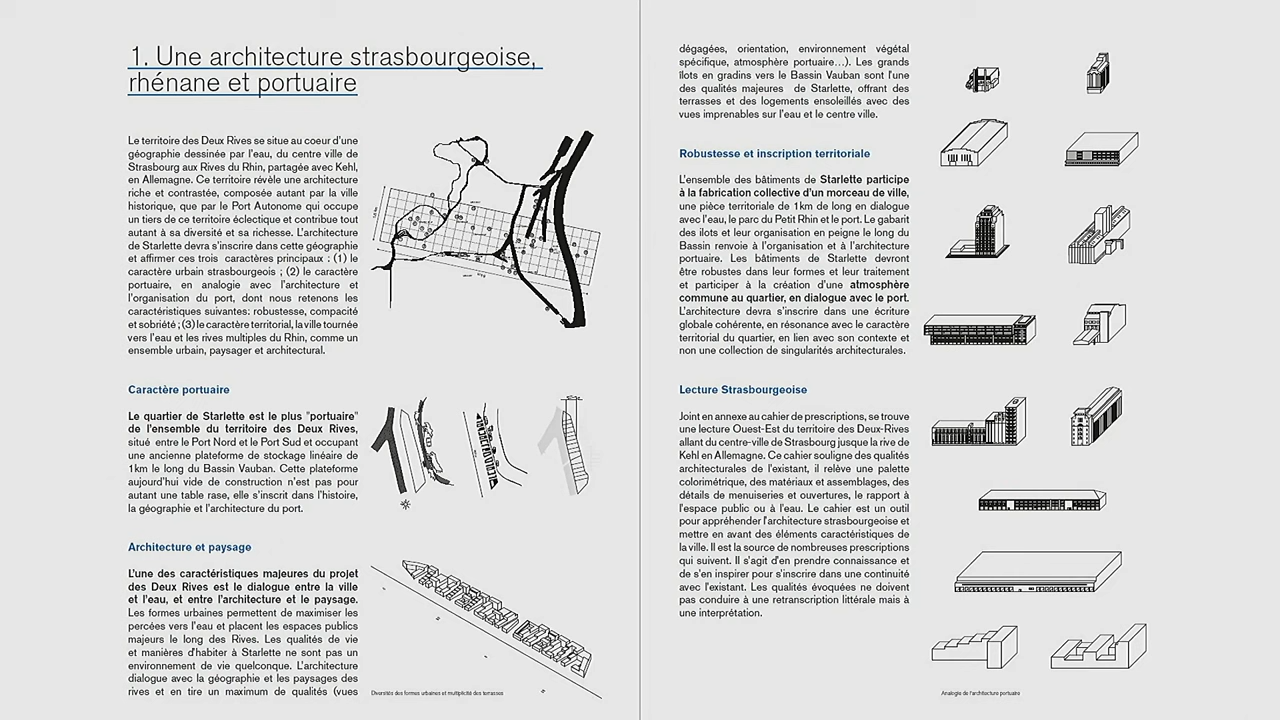 1. Une architecture strasbourgeoise,
rhénane et portuaire
Le territoire des Deux Rives se situe au coeur d'une
géographie dessinée par l'eau, du centre ville de
Strasbourg aux Rives du Rhin, partagée avec Kehl,
en Allemagne. Ce territoire révèle une architecture
riche et contrastée, composée autant par la ville
historique, que par le Port Autonome qui occupe
un tiers de ce territoire éclectique et contribue tout
autant à sa diversité et sa richesse. L'architecture
de Starlette devra s'inscrire dans cette géographie
et affirmer ces trois caractères principaux : (1) le
caractère urbain strasbourgeois ; (2) le caractère
portuaire, en analogie avec l'architecture et
l'organisation du port, dont nous retenons les
caractéristiques suivantes: robustesse, compacité
et sobriété ; (3) le caractère territorial, la ville tournée
vers l'eau et les rives multiples du Rhin, comme un
ensemble urbain, paysager et architectural.
Caractère portuaire
Le quartier de Starlette est le plus "portuaire"
de l'ensemble du territoire des Deux Rives,
situé entre le Port Nord et le Port Sud et occupant
une ancienne plateforme de stockage linéaire de
1km le long du Bassin Vauban. Cette plateforme
aujourd'hui vide de construction n'est pas pour
autant une table rase, elle s'inscrit dans l'histoire,
la géographie et l'architecture du port.
Architecture et paysage
L'une des caractéristiques majeures du projet
des Deux Rives est le dialogue entre la ville
et l'eau, et entre l'architecture et le paysage.
Les formes urbaines permettent de maximiser les
percées vers l'eau et placent les espaces publics
majeurs le long des Rives. Les qualités de vie
et manières d'habiter à Starlette ne sont pas un
environnement de vie quelconque. L'architecture
dialogue avec la géographie et les paysages des
rives et en tire un maximum de qualités (vues
Diversités des formes urbaines et multiplicité des terrasses
dégagées, orientation, environnement végétal
spécifique, atmosphère portuaire...). Les grands
îlots en gradins vers le Bassin Vauban sont l'une
des qualités majeures de Starlette, offrant des
terrasses et des logements ensoleillés avec des
vues imprenables sur l'eau et le centre ville.
Robustesse et inscription territoriale
L'ensemble des bâtiments de Starlette participe
à la fabrication collective d'un morceau de ville,
une pièce territoriale de 1km de long en dialogue
avec l'eau, le parc du Petit Rhin et le port. Le gabarit
des ilots et leur organisation en peigne le long du
Bassin renvoie à l'organisation et à l'architecture
portuaire. Les bâtiments de Starlette devront
être robustes dans leur formes et leur traitement
et participer à la création d'une atmosphère
commune au quartier, en dialogue avec le port.
L'architecture devra s'inscrire dans une écriture
globale cohérente, en résonance avec le caractère
territorial du quartier, en lien avec son contexte et
non une collection de singularités architecturales.
Lecture Strasbourgeoise
Joint en annexe au cahier de prescriptions, se trouve
une lecture Ouest-Est du territoire des Deux-Rives
allant du centre-ville de Strasbourg jusque la rive de
Kehl en Allemagne. Ce cahier souligne des qualités
architecturales de l'existant, il relève une palette
colorimétrique, des matériaux et assemblages, des
détails de menuiseries et ouvertures, le rapport à
l'espace public ou à l'eau. Le cahier est un outil
pour appréhender l'architecture strasbourgeoise et
mettre en avant des éléments caractéristiques de
la ville. Il est la source de nombreuses prescriptions
qui suivent. Il s'agit d'en prendre connaissance et
de s'en inspirer pour s'inscrire dans une continuité
avec l'existant. Les qualités évoquées ne doivent
pas conduire à une retranscription littérale mais à
une interprétation.
Analogie de l'architecture portuaire